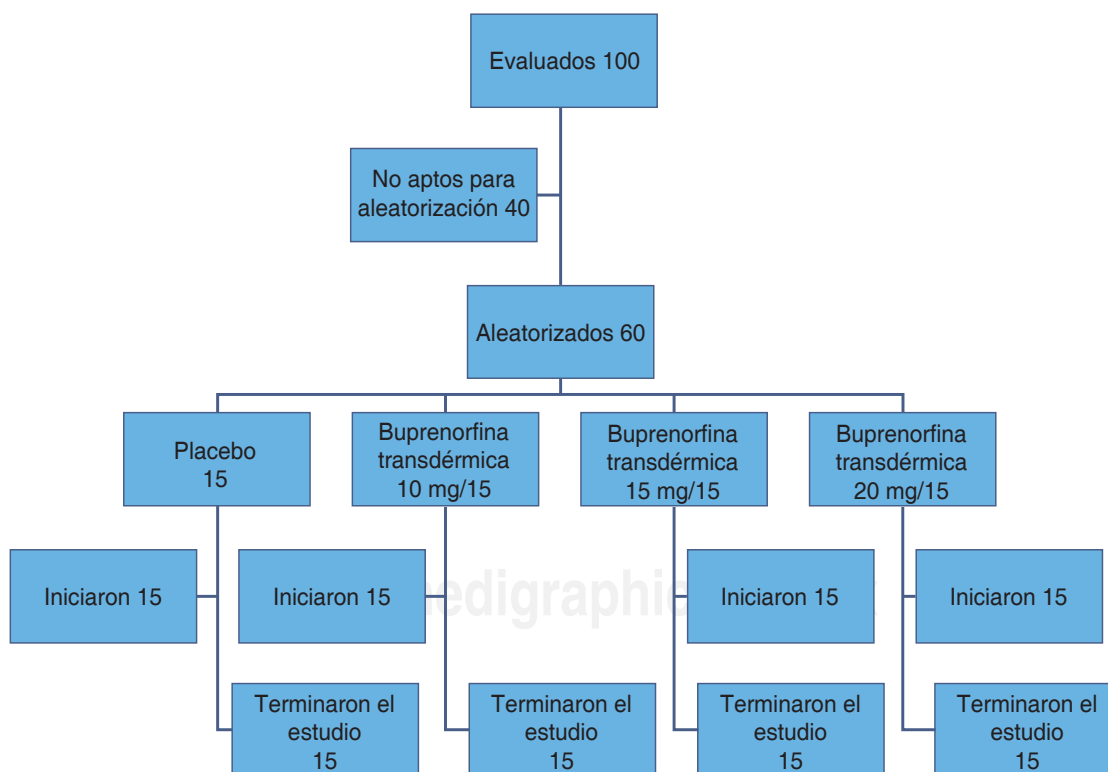 Evaluados 100
No aptos para
aleatorización 40
Aleatorizados 60
Placebo
15
Buprenorfina
transdérmica
10 mg/15
Buprenorfina
transdérmica
15 mg/15
Buprenorfina
transdérmica
20 mg/15
Iniciaron 15
Iniciaron 15
Iniciaron 15
Iniciaron 15
Terminaron el
estudio
15
Terminaron el
estudio
15
Terminaron el
estudio
15
Terminaron el
estudio
15